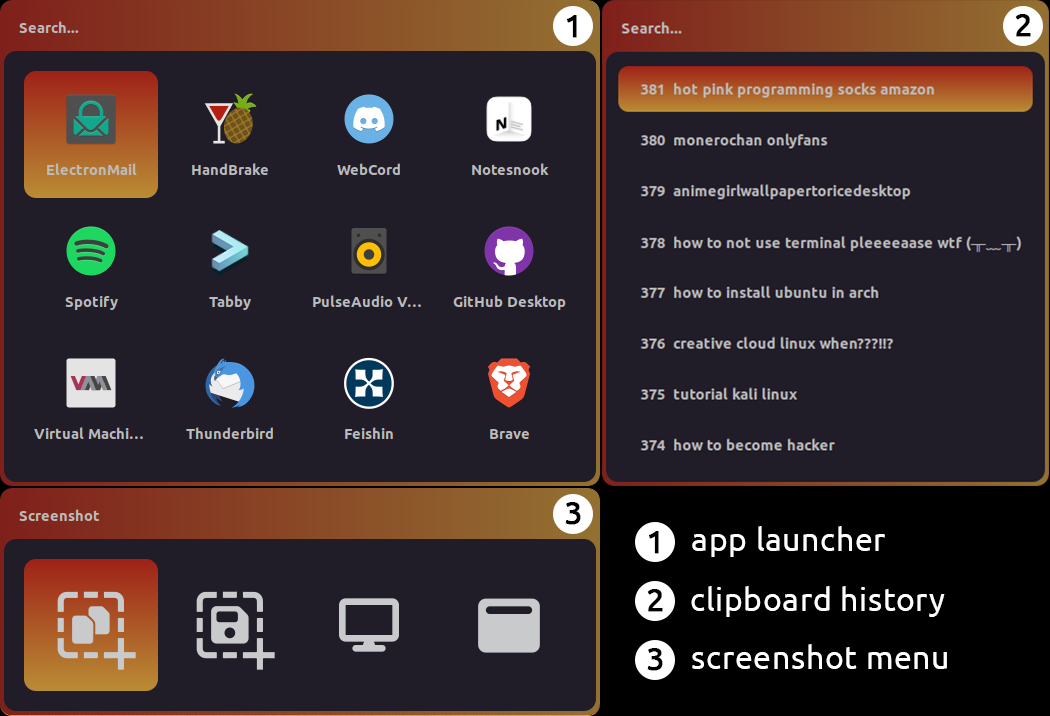 Search...
1
ElectronMail HandBrake WebCord Notesnook
Spotify Tabby PulseAudio V... GitHub Desktop
Virtual Machi... Thunderbird Feishin Brave
Search...
2
381 hot pink programming socks amazon
380 monerochan onlyfans
379 animegirlwallpapertoricedesktop
378 how to not use terminal pleeeeaase wtf (╥﹏╥)
377 how to install ubuntu in arch
376 creative cloud linux when???!!?
375 tutorial kali linux
374 how to become hacker
Screenshot
3
1 app launcher
2 clipboard history
3 screenshot menu